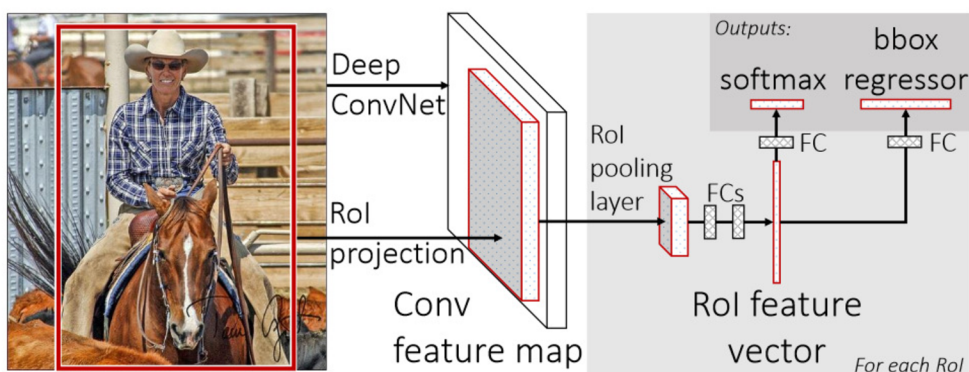 Deep
ConvNet
RoI
projection
Conv
feature map
RoI
pooling
layer
FCs
RoI feature
vector
Outputs:
softmax
bbox
regressor
FC
FC
For each RoI